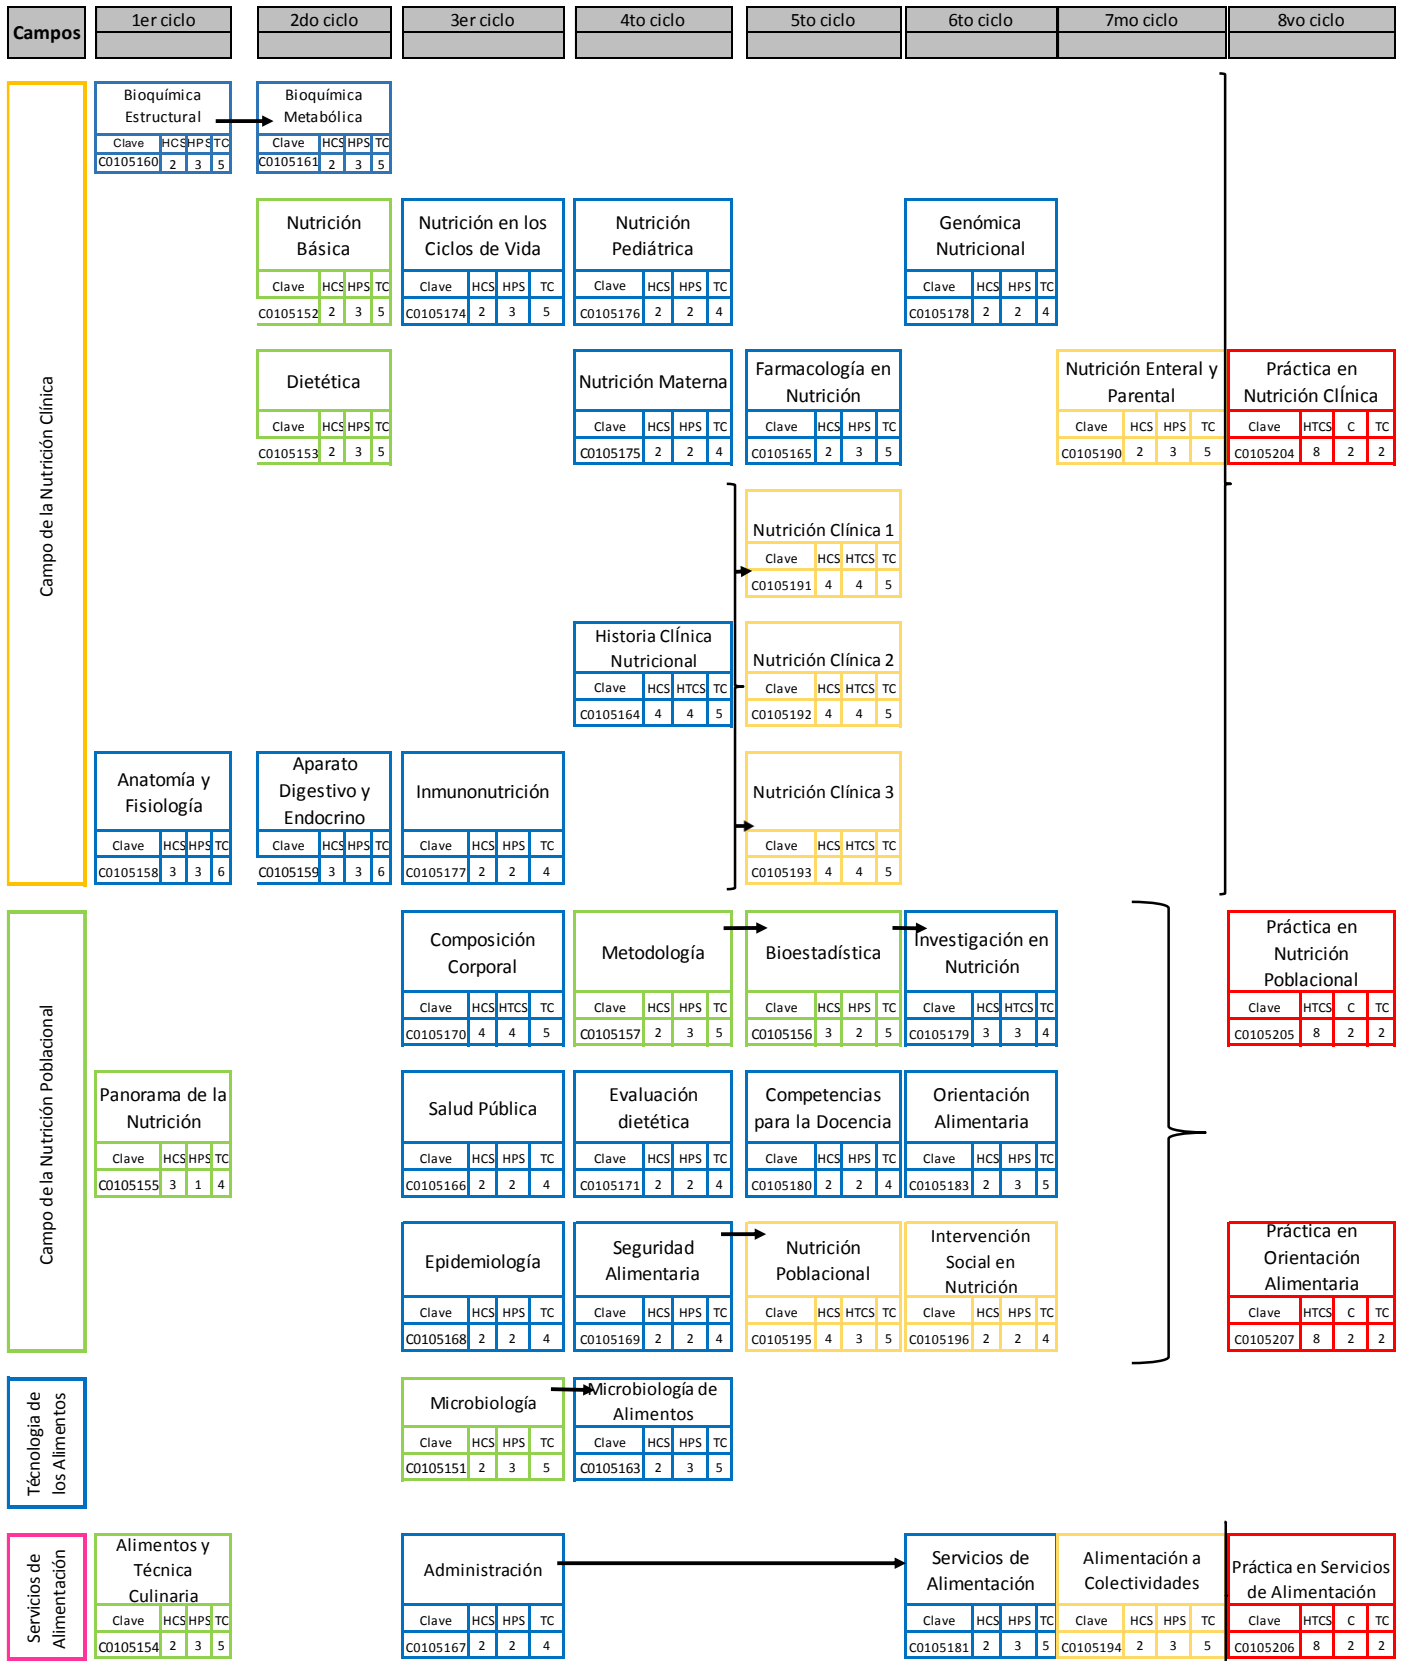 Campos
1er ciclo
2do ciclo
3er ciclo
4to ciclo
5to ciclo
6to ciclo
7mo ciclo
8vo ciclo
Campo de la Nutrición Clínica
Bioquímica
Estructural
Clave HCS HPS TC
C0105160 2 3 5
Bioquímica
Metabólica
Clave HCS HPS TC
C0105161 2 3 5
Nutrición
Básica
Clave HCS HPS TC
C0105152 2 3 5
Nutrición en los
Ciclos de Vida
Clave HCS HPS TC
C0105174 2 3 5
Nutrición
Pediátrica
Clave HCS HPS TC
C0105176 2 2 4
Genómica
Nutricional
Clave HCS HPS TC
C0105178 2 2 4
Dietética
Clave HCS HPS TC
C0105153 2 3 5
Nutrición Materna
Clave HCS HPS TC
C0105175 2 2 4
Farmacología en
Nutrición
Clave HCS HPS TC
C0105165 2 3 5
Nutrición Enteral y
Parental
Clave HCS HPS TC
C0105190 2 3 5
Práctica en
Nutrición ClÍnica
Clave HTCS C TC
C0105204 8 2 2
Nutrición Clínica 1
Clave HCS HTCS TC
C0105191 4 4 5
Historia ClÍnica
Nutricional
Clave HCS HTCS TC
C0105164 4 4 5
Nutrición Clínica 2
Clave HCS HTCS TC
C0105192 4 4 5
Anatomía y
Fisiología
Clave HCS HPS TC
C0105158 3 3 6
Aparato
Digestivo y
Endocrino
Clave HCS HPS TC
C0105159 3 3 6
Inmunonutrición
Clave HCS HPS TC
C0105177 2 2 4
Nutrición Clínica 3
Clave HCS HTCS TC
C0105193 4 4 5
Campo de la Nutrición Poblacional
Composición
Corporal
Clave HCS HTCS TC
C0105170 4 4 5
Metodología
Clave HCS HPS TC
C0105157 2 3 5
Bioestadística
Clave HCS HPS TC
C0105156 3 2 5
Investigación en
Nutrición
Clave HCS HTCS TC
C0105179 3 3 4
Práctica en
Nutrición
Poblacional
Clave HTCS C TC
C0105205 8 2 2
Panorama de la
Nutrición
Clave HCS HPS TC
C0105155 3 1 4
Salud Pública
Clave HCS HPS TC
C0105166 2 2 4
Evaluación
dietética
Clave HCS HPS TC
C0105171 2 2 4
Competencias
para la Docencia
Clave HCS HPS TC
C0105180 2 2 4
Orientación
Alimentaria
Clave HCS HPS TC
C0105183 2 3 5
Epidemiología
Clave HCS HPS TC
C0105168 2 2 4
Seguridad
Alimentaria
Clave HCS HPS TC
C0105169 2 2 4
Nutrición
Poblacional
Clave HCS HTCS TC
C0105195 4 3 5
Intervención
Social en
Nutrición
Clave HCS HPS TC
C0105196 2 2 4
Práctica en
Orientación
Alimentaria
Clave HTCS C TC
C0105207 8 2 2
Técnologia de
los Alimentos
Microbiología
Clave HCS HPS TC
C0105151 2 3 5
Microbiología de
Alimentos
Clave HCS HPS TC
C0105163 2 3 5
Servicios de
Alimentación
Alimentos y
Técnica
Culinaria
Clave HCS HPS TC
C0105154 2 3 5
Administración
Clave HCS HPS TC
C0105167 2 2 4
Servicios de
Alimentación
Clave HCS HPS TC
C0105181 2 3 5
Alimentación a
Colectividades
Clave HCS HPS TC
C0105194 2 3 5
Práctica en Servicios
de Alimentación
Clave HTCS C TC
C0105206 8 2 2